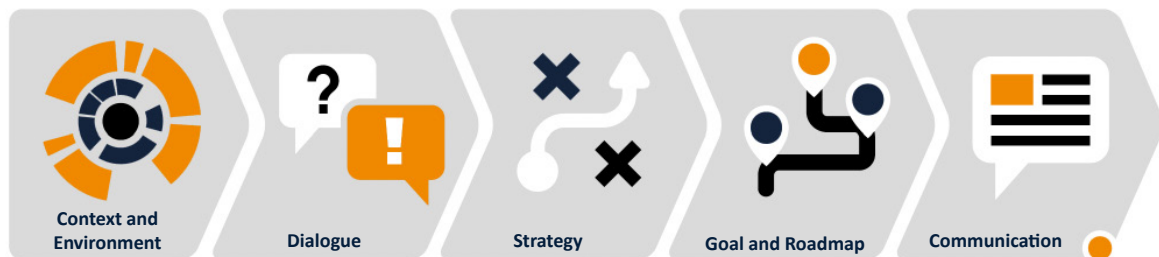 ?
!
Context and
Environment
Dialogue
Strategy
Goal and Roadmap
Communication